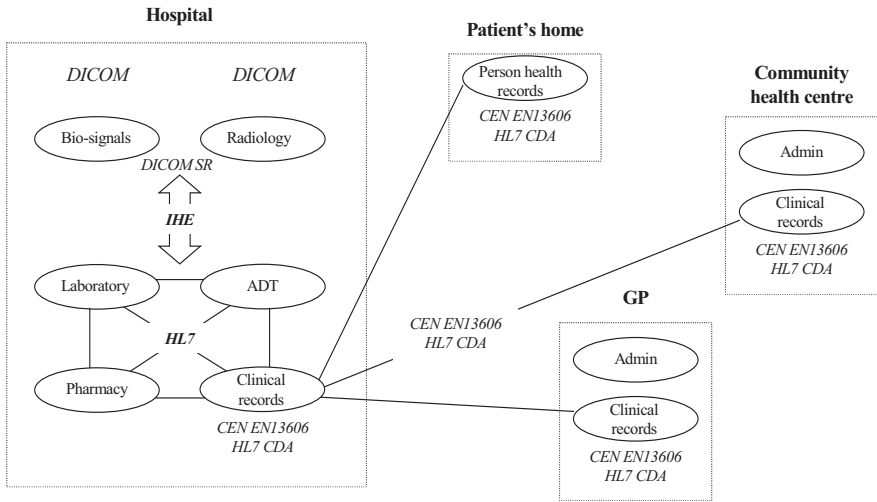 Hospital
DICOM
DICOM
Bio-signals
Radiology
DICOM SR
IHE
Laboratory
ADT
HL7
Pharmacy
Clinical
records
CEN EN13606
HL7 CDA
Patient's home
Person health
records
CEN EN13606
HL7 CDA
CEN EN13606
HL7 CDA
Community
health centre
Admin
Clinical
records
CEN EN13606
HL7 CDA
GP
Admin
Clinical
records
CEN EN13606
HL7 CDA